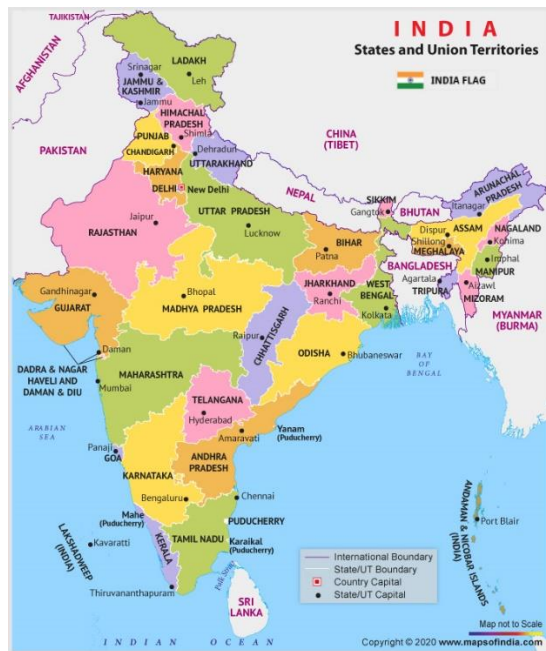 INDIA
States and Union Territories
INDIA FLAG
TAJIKISTAN
AFGHANISTAN
PAKISTAN
CHINA
(TIBET)
NEPAL
BHUTAN
BANGLADESH
MYANMAR
(BURMA)
SRI
LANKA
LADAKH
Leh
Srinagar
JAMMU &
KASHMIR
Jammu
HIMACHAL
PRADESH
Shimla
PUNJAB
CHANDIGARH
Dehradun
UTTARAKHAND
HARYANA
DELHI
New Delhi
RAJASTHAN
Jaipur
UTTAR PRADESH
Lucknow
BIHAR
Patna
SIKKIM
Gangtok
ARUNACHAL
PRADESH
Itanagar
ASSAM
Dispur
Shillong
MEGHALAYA
NAGALAND
Kohima
Imphal
MANIPUR
Agartala
TRIPURA
Aizawl
MIZORAM
Gandhinagar
GUJARAT
Bhopal
MADHYA PRADESH
JHARKHAND
Ranchi
WEST
BENGAL
Kolkata
CHHATTISGARH
Raipur
ODISHA
Bhubaneswar
Daman
DADRA & NAGAR
HAVELI AND
DAMAN & DIU
MAHARASHTRA
Mumbai
TELANGANA
Hyderabad
Amaravati
ANDHRA
PRADESH
Yanam
(Puducherry)
BAY
OF
BENGAL
ARABIAN
SEA
Panaji
GOA
KARNATAKA
Bengaluru
Chennai
Mahe
(Puducherry)
PUDUCHERRY
Karaikal
(Puducherry)
TAMIL NADU
KERALA
Thiruvananthapuram
LAKSHADWEEP
(INDIA)
Kavaratti
Palk Strait
ANDAMAN & NICOBAR ISLANDS
(INDIA)
Port Blair
INDIAN OCEAN
International Boundary
State/UT Boundary
Country Capital
State/UT Capital
Map not to Scale
Copyright © 2020 www.mapsofindia.com